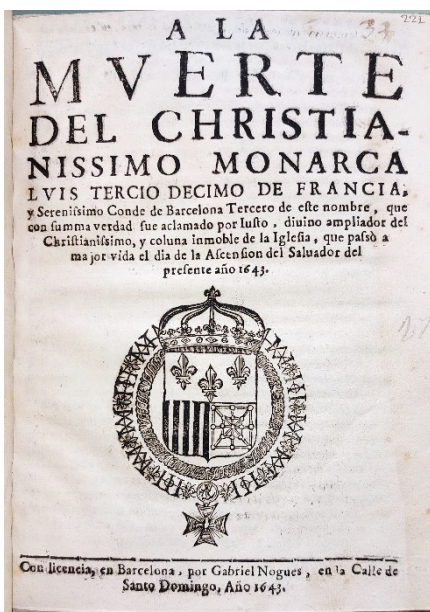 221
A LA
MVERTE
DEL CHRISTIA-
NISSIMO MONARCA
LVIS TERCIO DECIMO DE FRANCIA,
y Serenissimo Conde de Barcelona Tercero de este nombre, que
con summa verdad fue aclamado por Iusto, diuino ampliador del
Christianissimo, y coluna inmoble de la Iglesia, que passò a
major vida el dia de la Ascension del Saluador del
presente año 1643.
Con licencia, en Barcelona, por Gabriel Nogues, en la Calle de
Santo Domingo, Año 1643.